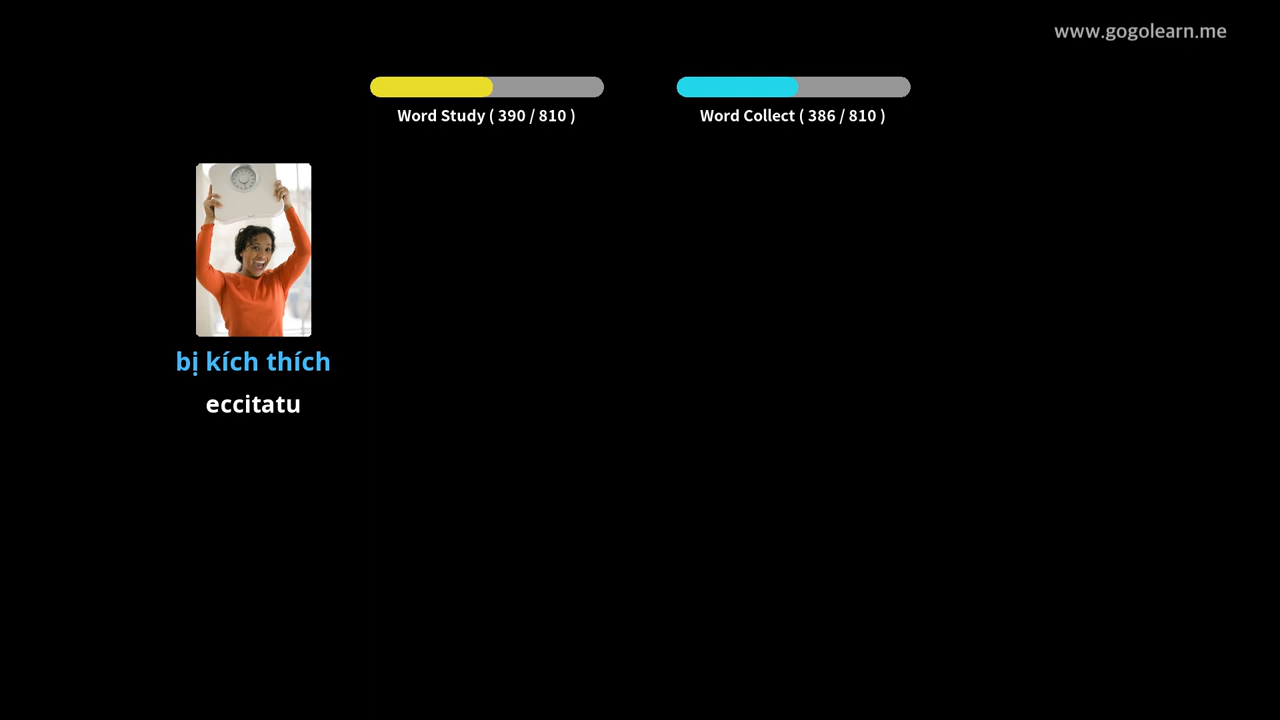 www.gogolearn.me
Word Study ( 390 / 810 )
Word Collect ( 386 / 810 )
bị kích thích
eccitatu